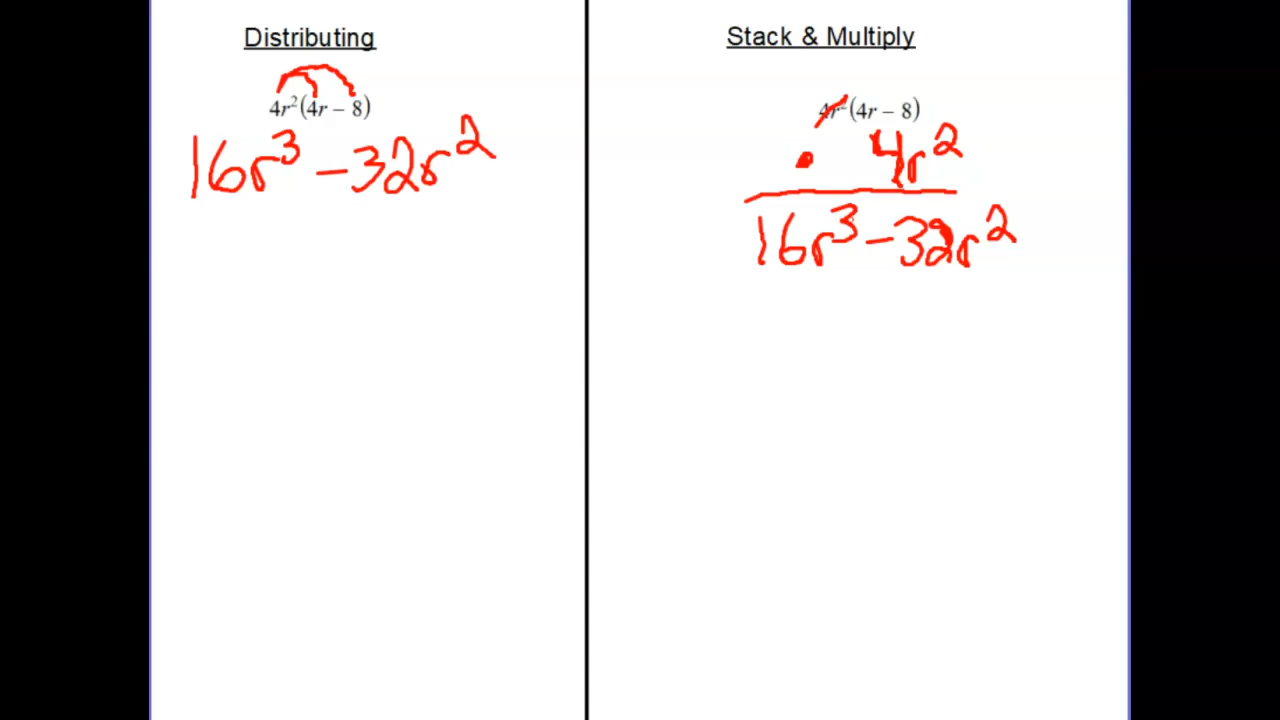 Distributing
4r²(4r − 8)
16r³ − 32r²
Stack & Multiply
4r²(4r − 8)
· 4r²
16r³ − 32r²